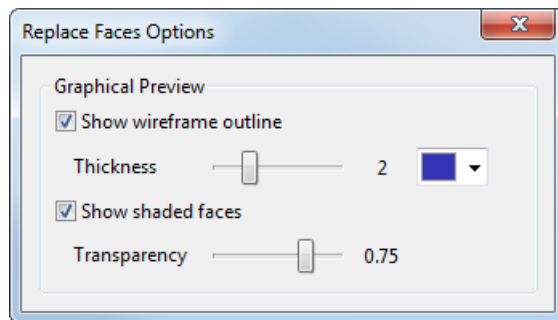 Replace Faces Options
Graphical Preview
Show wireframe outline
Thickness 2
Show shaded faces
Transparency 0.75